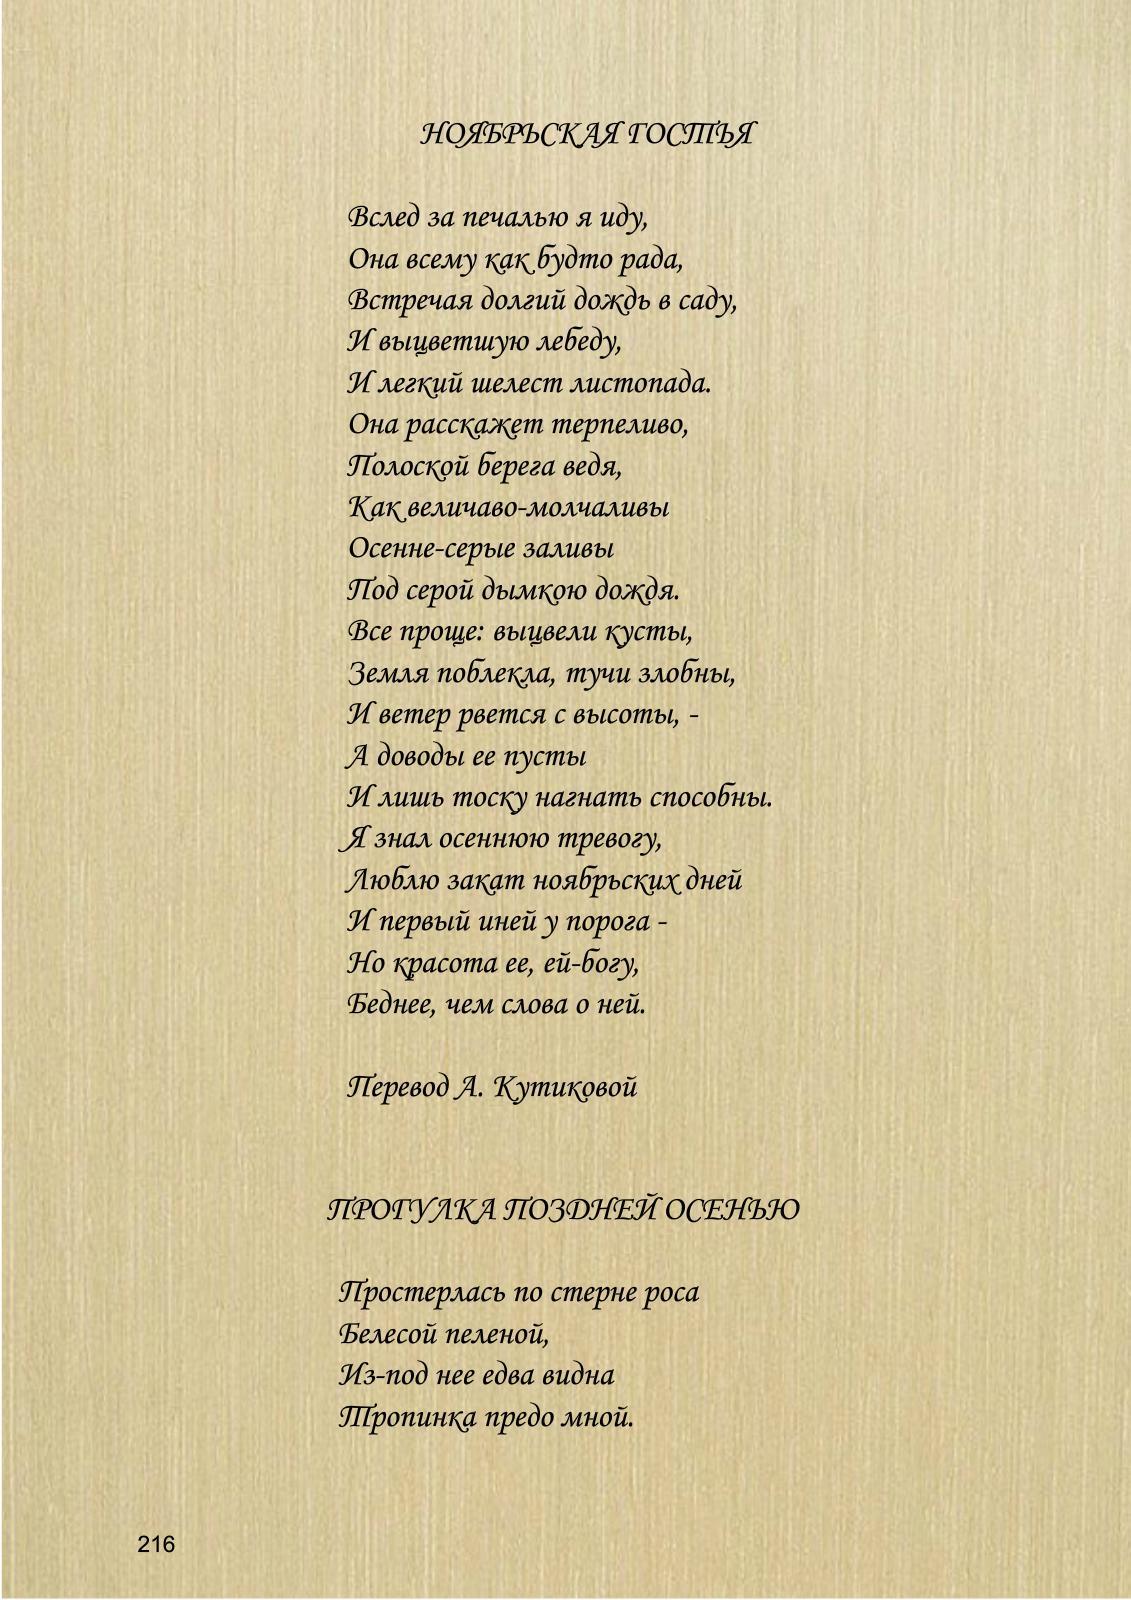 НОЯБРЬСКАЯ ГОСТЬЯ
Вслед за печалью я иду,
Она всему как будто рада,
Встречая долгий дождь в саду,
И выцветшую лебеду,
И легкий шелест листопада.
Она расскажет терпеливо,
Полоской берега ведя,
Как величаво-молчаливы
Осенне-серые заливы
Под серой дымкою дождя.
Все проще: выцвели кусты,
Земля поблекла, тучи злобны,
И ветер рвется с высоты, -
А доводы ее пусты
И лишь тоску нагнать способны.
Я знал осеннюю тревогу,
Люблю закат ноябрьских дней
И первый иней у порога -
Но красота ее, ей-богу,
Беднее, чем слова о ней.
Перевод А. Кутиковой
ПРОГУЛКА ПОЗДНЕЙ ОСЕНЬЮ
Простерлась по стерне роса
Белесой пеленой,
Из-под нее едва видна
Тропинка предо мной.
216